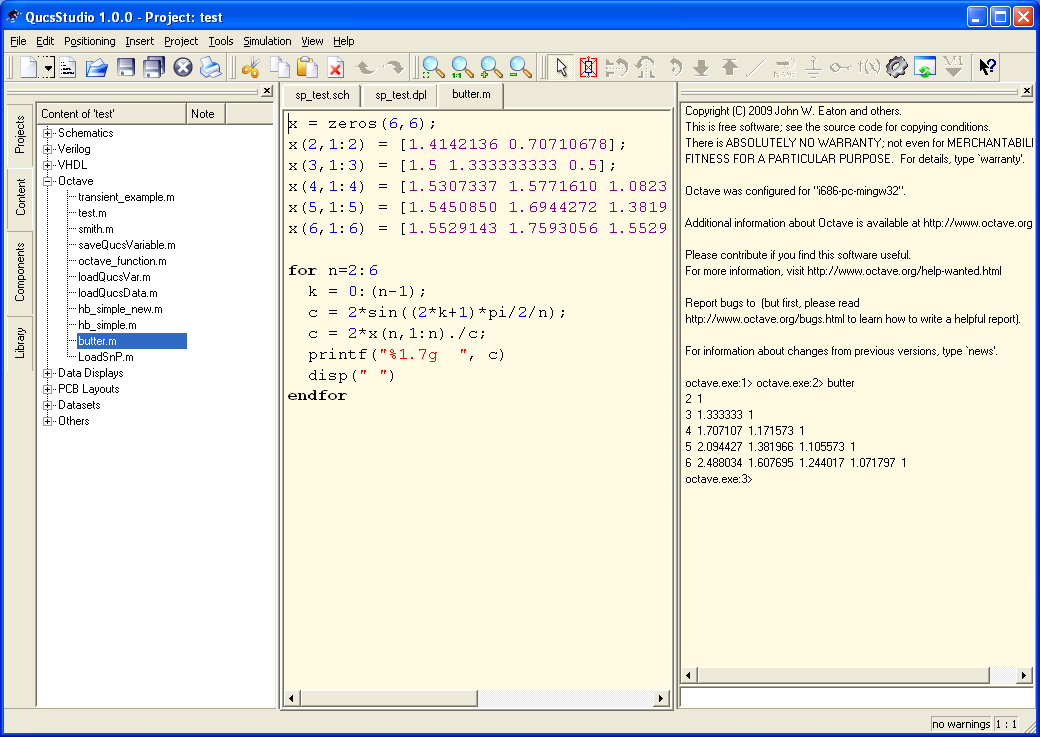 QucsStudio 1.0.0 - Project: test
File Edit Positioning Insert Project Tools Simulation View Help
1:1
NAME
f(x)
Projects
Content
Components
Library
Content of 'test' Note
Schematics
Verilog
VHDL
Octave
transient_example.m
test.m
smith.m
saveQucsVariable.m
octave_function.m
loadQucsVar.m
loadQucsData.m
hb_simple_new.m
hb_simple.m
butter.m
LoadSnP.m
Data Displays
PCB Layouts
Datasets
Others
sp_test.sch sp_test.dpl butter.m
x = zeros(6,6);
x(2,1:2) = [1.4142136 0.70710678];
x(3,1:3) = [1.5 1.333333333 0.5];
x(4,1:4) = [1.5307337 1.5771610 1.0823
x(5,1:5) = [1.5450850 1.6944272 1.3819
x(6,1:6) = [1.5529143 1.7593056 1.5529
for n=2:6
k = 0:(n-1);
c = 2*sin((2*k+1)*pi/2/n);
c = 2*x(n,1:n)./c;
printf("%1.7g  ", c)
disp(" ")
endfor
Copyright (C) 2009 John W. Eaton and others.
This is free software; see the source code for copying conditions.
There is ABSOLUTELY NO WARRANTY; not even for MERCHANTABILI
FITNESS FOR A PARTICULAR PURPOSE.  For details, type `warranty'.
Octave was configured for "i686-pc-mingw32".
Additional information about Octave is available at http://www.octave.org
Please contribute if you find this software useful.
For more information, visit http://www.octave.org/help-wanted.html
Report bugs to  (but first, please read
http://www.octave.org/bugs.html to learn how to write a helpful report).
For information about changes from previous versions, type `news'.
octave.exe:1> octave.exe:2> butter
2  1
3  1.333333  1
4  1.707107  1.171573  1
5  2.094427  1.381966  1.105573  1
6  2.488034  1.607695  1.244017  1.071797  1
octave.exe:3>
no warnings 1 : 1